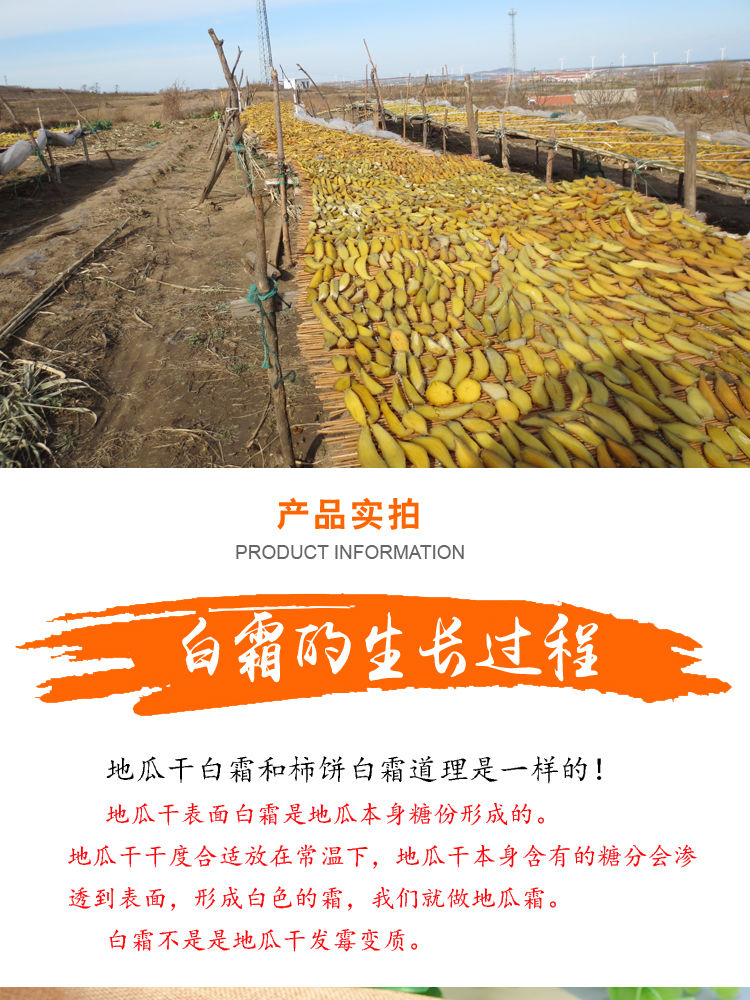 产品实拍
PRODUCT INFORMATION
白霜的生长过程
地瓜干白霜和柿饼白霜道理是一样的!
地瓜干表面白霜是地瓜本身糖份形成的。
地瓜干干度合适放在常温下，地瓜干本身含有的糖分会渗
透到表面，形成白色的霜，我们就做地瓜霜。
白霜不是是地瓜干发霉变质。